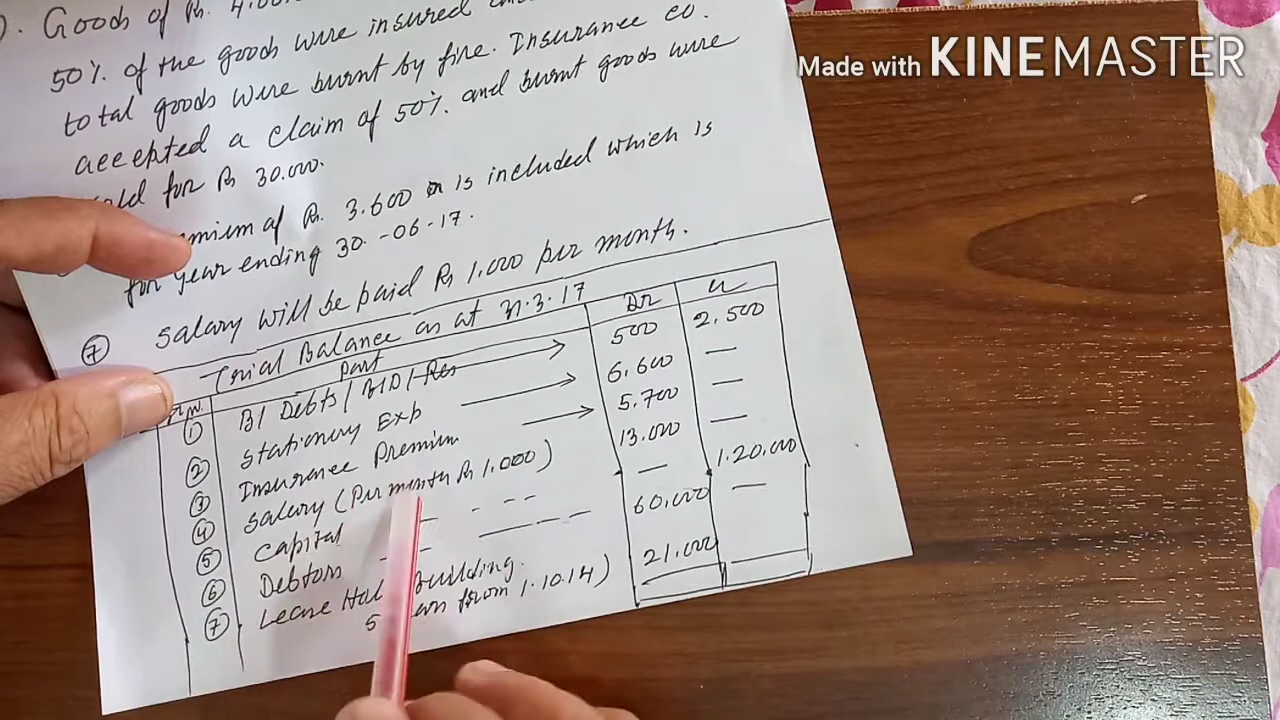 Made with KINEMASTER
Goods of Rs.
50% of the goods were insured
total goods were burnt by fire. Insurance co.
accepted a claim of 50% and burnt goods were
for Rs 30.000.
of Rs. 3.600 is included which is
for year ending 30-06-17.
⑦ Salary will be paid Rs 1.000 per month.
Trial Balance as at 31.3.17
Part Dr Cr
① B/Debts / B/D/Res 500 2.500
② Stationery Exp 6.600 —
③ Insurance Premium 5.700 —
④ Salary (Per month Rs 1.000) 13.000 —
⑤ Capital — 1.20.000
⑥ Debtors 60.000 —
⑦ Lease Building. 21.000
5 from 1.10.14)